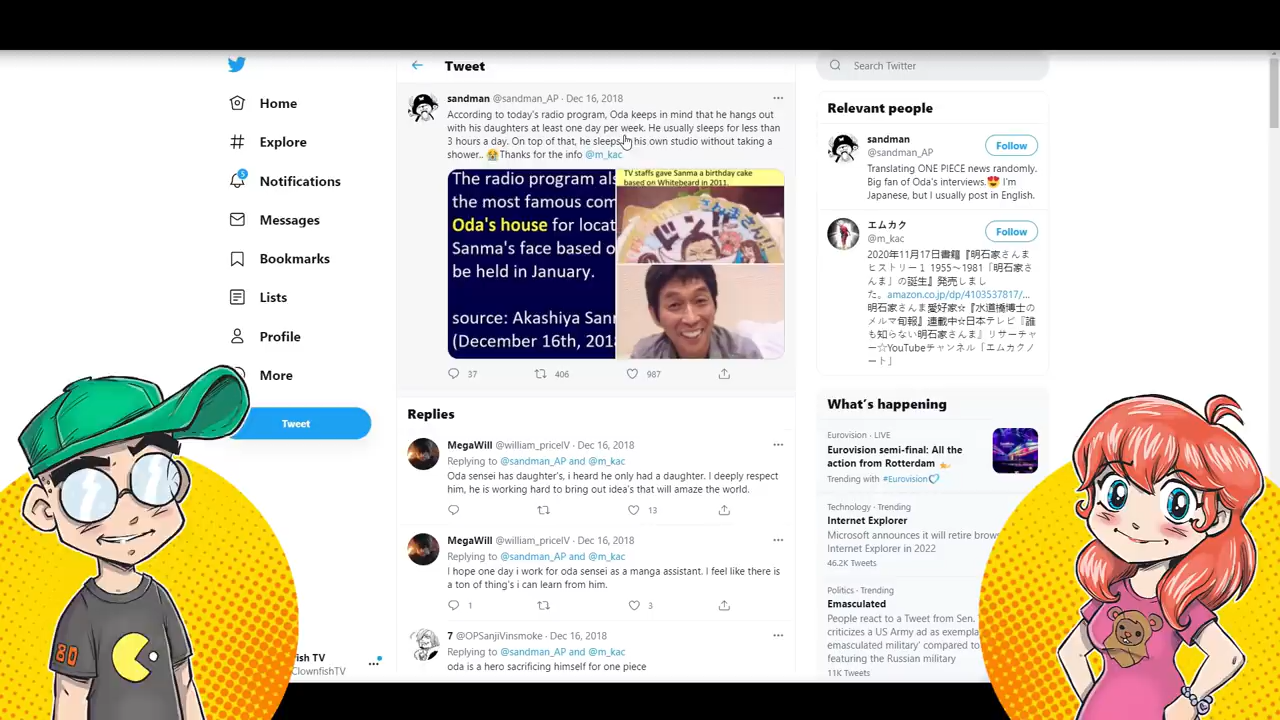 Tweet
Search Twitter
Home
Explore
5
Notifications
Messages
Bookmarks
Lists
Profile
More
Tweet
fish TV
ClownfishTV
80
sandman @sandman_AP · Dec 16, 2018
According to today's radio program, Oda keeps in mind that he hangs out
with his daughters at least one day per week. He usually sleeps for less than
3 hours a day. On top of that, he sleeps his own studio without taking a
shower.. Thanks for the info @m_kac
The radio program als
the most famous com
Oda's house for locat
Sanma's face based o
be held in January.
source: Akashiya San
(December 16th, 201
TV staffs gave Sanma a birthday cake
based on Whitebeard in 2011.
さんまさん!!
ドン!!
37 406 987
Replies
MegaWill @william_priceIV · Dec 16, 2018
Replying to @sandman_AP and @m_kac
Oda sensei has daughter's, i heard he only had a daughter. I deeply respect
him, he is working hard to bring out idea's that will amaze the world.
13
MegaWill @william_priceIV · Dec 16, 2018
Replying to @sandman_AP and @m_kac
I hope one day i work for oda sensei as a manga assistant. I feel like there is
a ton of thing's i can learn from him.
1 3
7 @OPSanjiVinsmoke · Dec 16, 2018
Replying to @sandman_AP and @m_kac
oda is a hero sacrificing himself for one piece
Relevant people
sandman
@sandman_AP
Follow
Translating ONE PIECE news randomly.
Big fan of Oda's interviews. I'm
Japanese, but I usually post in English.
エムカク
@m_kac
Follow
2020年11月17日書籍『明石家さんま
ヒストリー1 1955〜1981「明石家さ
んま」の誕生』発売しまし
た。amazon.co.jp/dp/4103537817/...
明石家さんま愛好家☆『水道橋博士の
メルマ旬報』連載中☆日本テレビ『誰
も知らない明石家さんま』リサーチャ
ー☆YouTubeチャンネル「エムカクノ
ート」
What's happening
Eurovision · LIVE
Eurovision semi-final: All the
action from Rotterdam
Trending with #Eurovision
Technology · Trending
Internet Explorer
Microsoft announces it will retire brow
Internet Explorer in 2022
46.2K Tweets
Politics · Trending
Emasculated
People react to a Tweet from Sen.
criticizes a US Army ad as exempla
emasculated military' compared to
featuring the Russian military
11K Tweets